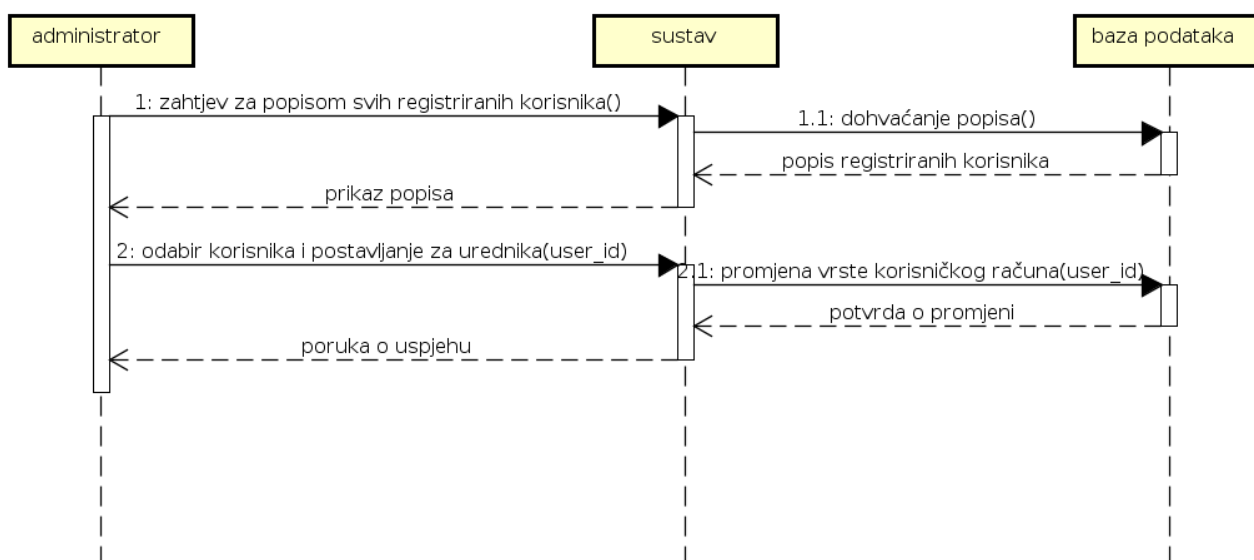 administrator
sustav
baza podataka
1: zahtjev za popisom svih registriranih korisnika()
1.1: dohvaćanje popisa()
popis registriranih korisnika
prikaz popisa
2: odabir korisnika i postavljanje za urednika(user_id)
2.1: promjena vrste korisničkog računa(user_id)
potvrda o promjeni
poruka o uspjehu